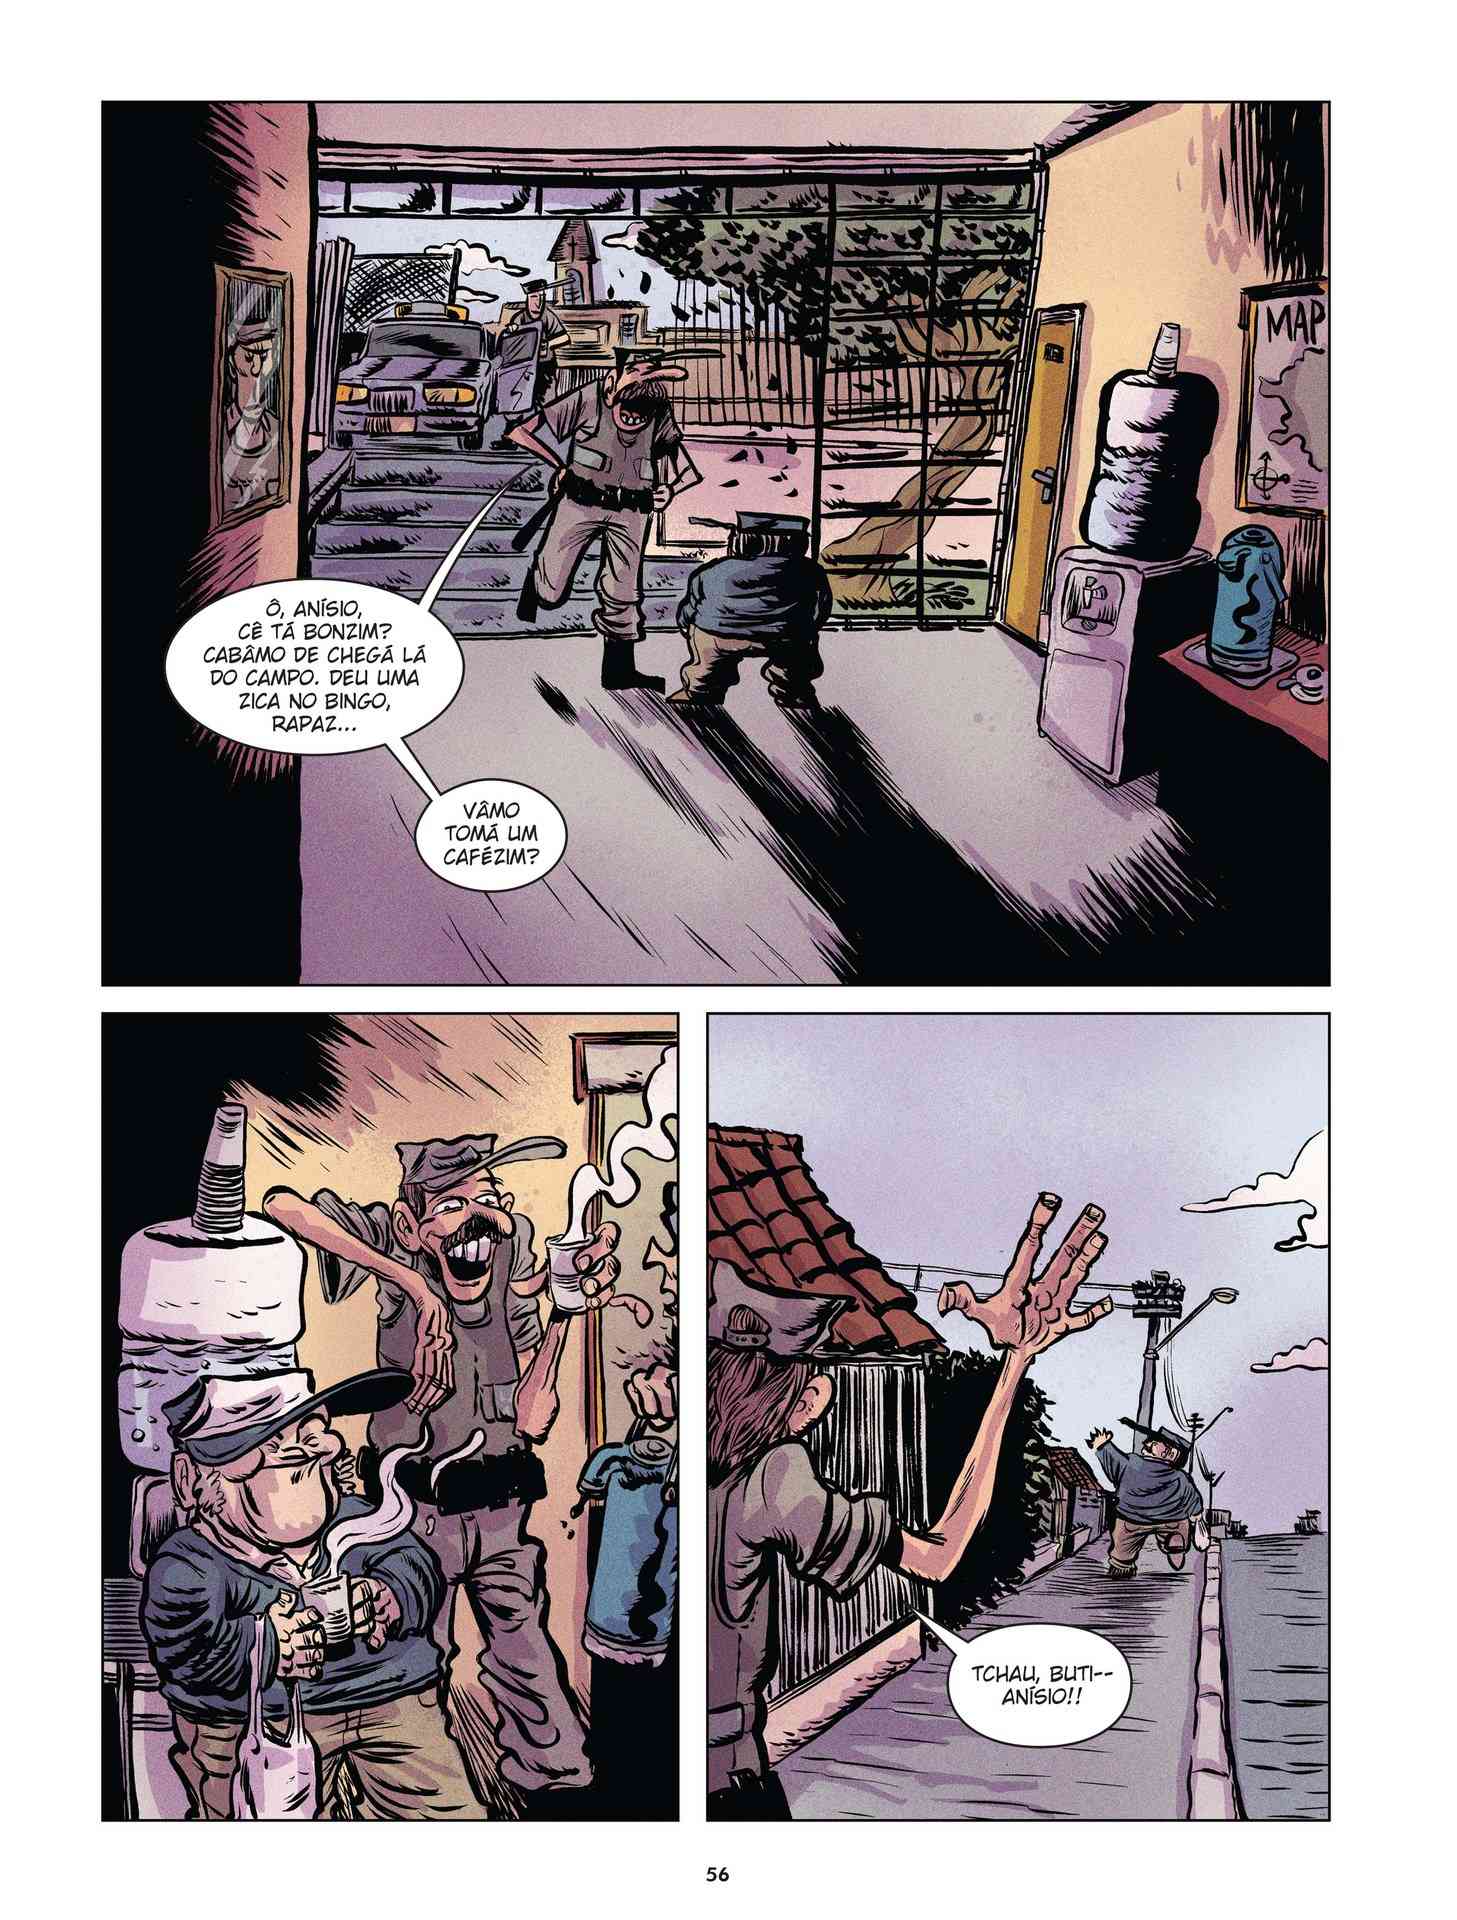 MAP
Ô, ANÍSIO,
CÊ TÁ BONZIM?
CABÂMO DE CHEGÁ LÁ
DO CAMPO. DEU UMA
ZICA NO BINGO,
RAPAZ...
VÂMO
TOMÁ UM
CAFÉZIM?
TCHAU, BUTI--
ANÍSIO!!
56